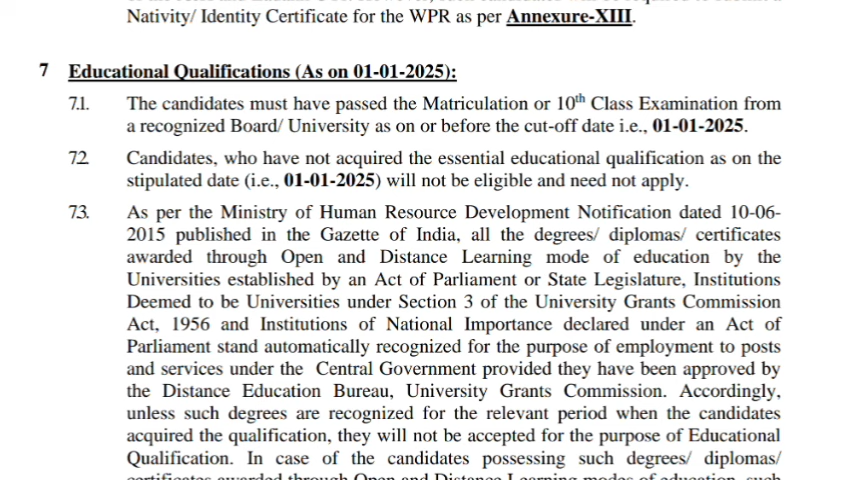 Nativity/ Identity Certificate for the WPR as per Annexure-XIII.
7 Educational Qualifications (As on 01-01-2025):
7.1. The candidates must have passed the Matriculation or 10th Class Examination from
a recognized Board/ University as on or before the cut-off date i.e., 01-01-2025.
7.2. Candidates, who have not acquired the essential educational qualification as on the
stipulated date (i.e., 01-01-2025) will not be eligible and need not apply.
7.3. As per the Ministry of Human Resource Development Notification dated 10-06-
2015 published in the Gazette of India, all the degrees/ diplomas/ certificates
awarded through Open and Distance Learning mode of education by the
Universities established by an Act of Parliament or State Legislature, Institutions
Deemed to be Universities under Section 3 of the University Grants Commission
Act, 1956 and Institutions of National Importance declared under an Act of
Parliament stand automatically recognized for the purpose of employment to posts
and services under the Central Government provided they have been approved by
the Distance Education Bureau, University Grants Commission. Accordingly,
unless such degrees are recognized for the relevant period when the candidates
acquired the qualification, they will not be accepted for the purpose of Educational
Qualification. In case of the candidates possessing such degrees/ diplomas/
certificates awarded through Open and Distance Learning modes of education, such